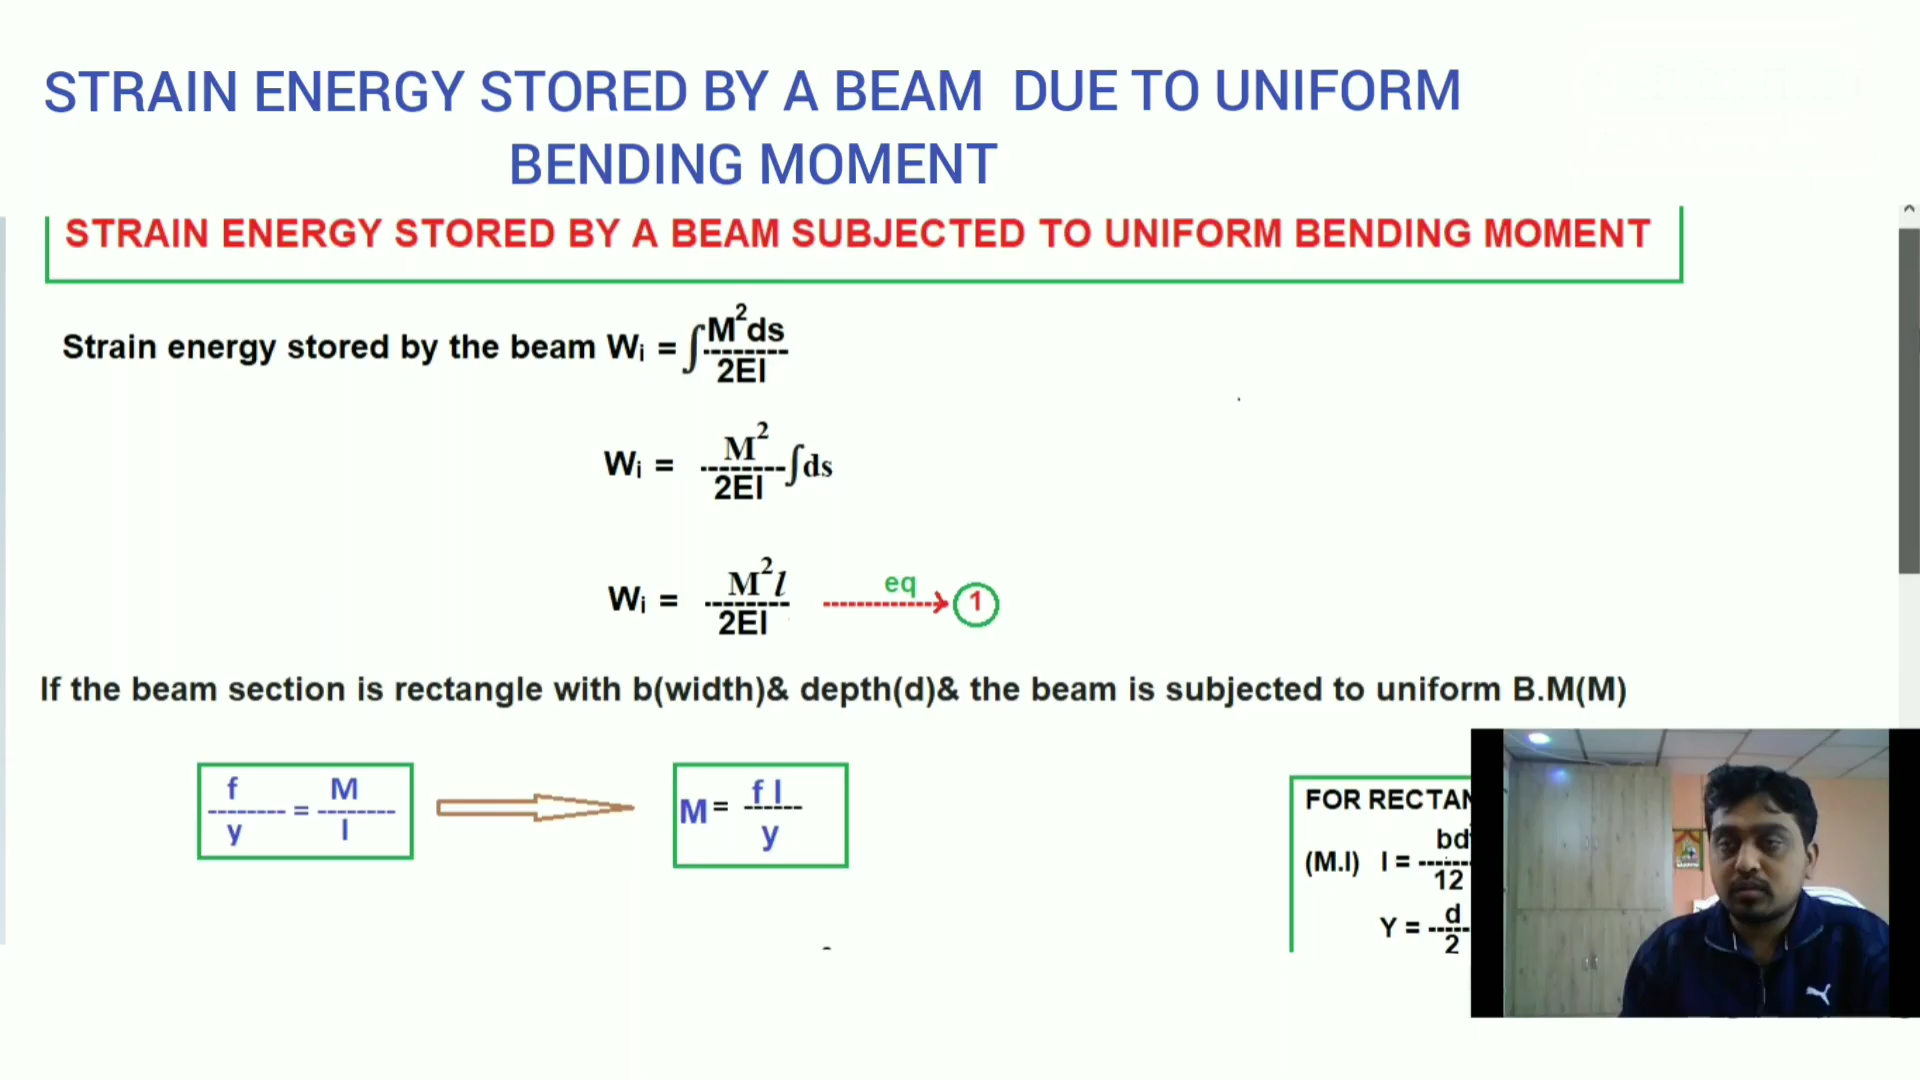 STRAIN ENERGY STORED BY A BEAM DUE TO UNIFORM
BENDING MOMENT
STRAIN ENERGY STORED BY A BEAM SUBJECTED TO UNIFORM BENDING MOMENT
Strain energy stored by the beam Wi = ∫ M²ds / 2EI
Wi = M² / 2EI ∫ds
Wi = M²l / 2EI eq 1
If the beam section is rectangle with b(width)& depth(d)& the beam is subjected to uniform B.M(M)
f / y = M / I
M = f I / y
FOR
(M.I) I = bd / 12
Y = d / 2